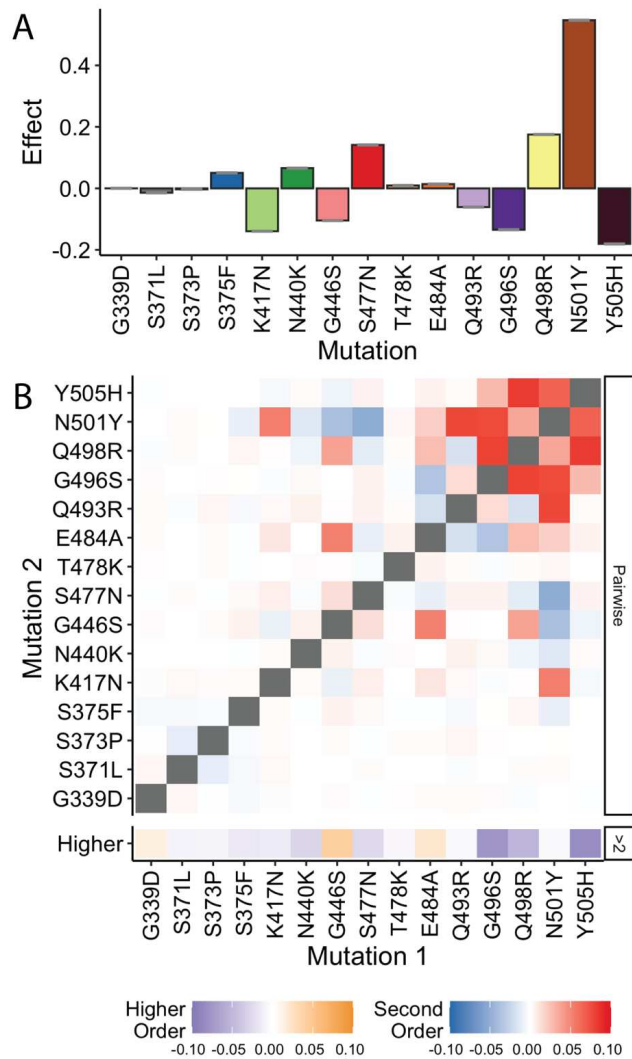 A
Effect
0.4
0.2
0.0
-0.2
G339D
S371L
S373P
S375F
K417N
N440K
G446S
S477N
T478K
E484A
Q493R
G496S
Q498R
N501Y
Y505H
Mutation
B
Mutation 2
Y505H
N501Y
Q498R
G496S
Q493R
E484A
T478K
S477N
G446S
N440K
K417N
S375F
S373P
S371L
G339D
Pairwise
Higher
>2
G339D
S371L
S373P
S375F
K417N
N440K
G446S
S477N
T478K
E484A
Q493R
G496S
Q498R
N501Y
Y505H
Mutation 1
Higher
Order
-0.10 -0.05 0.00 0.05 0.10
Second
Order
-0.10 -0.05 0.00 0.05 0.10